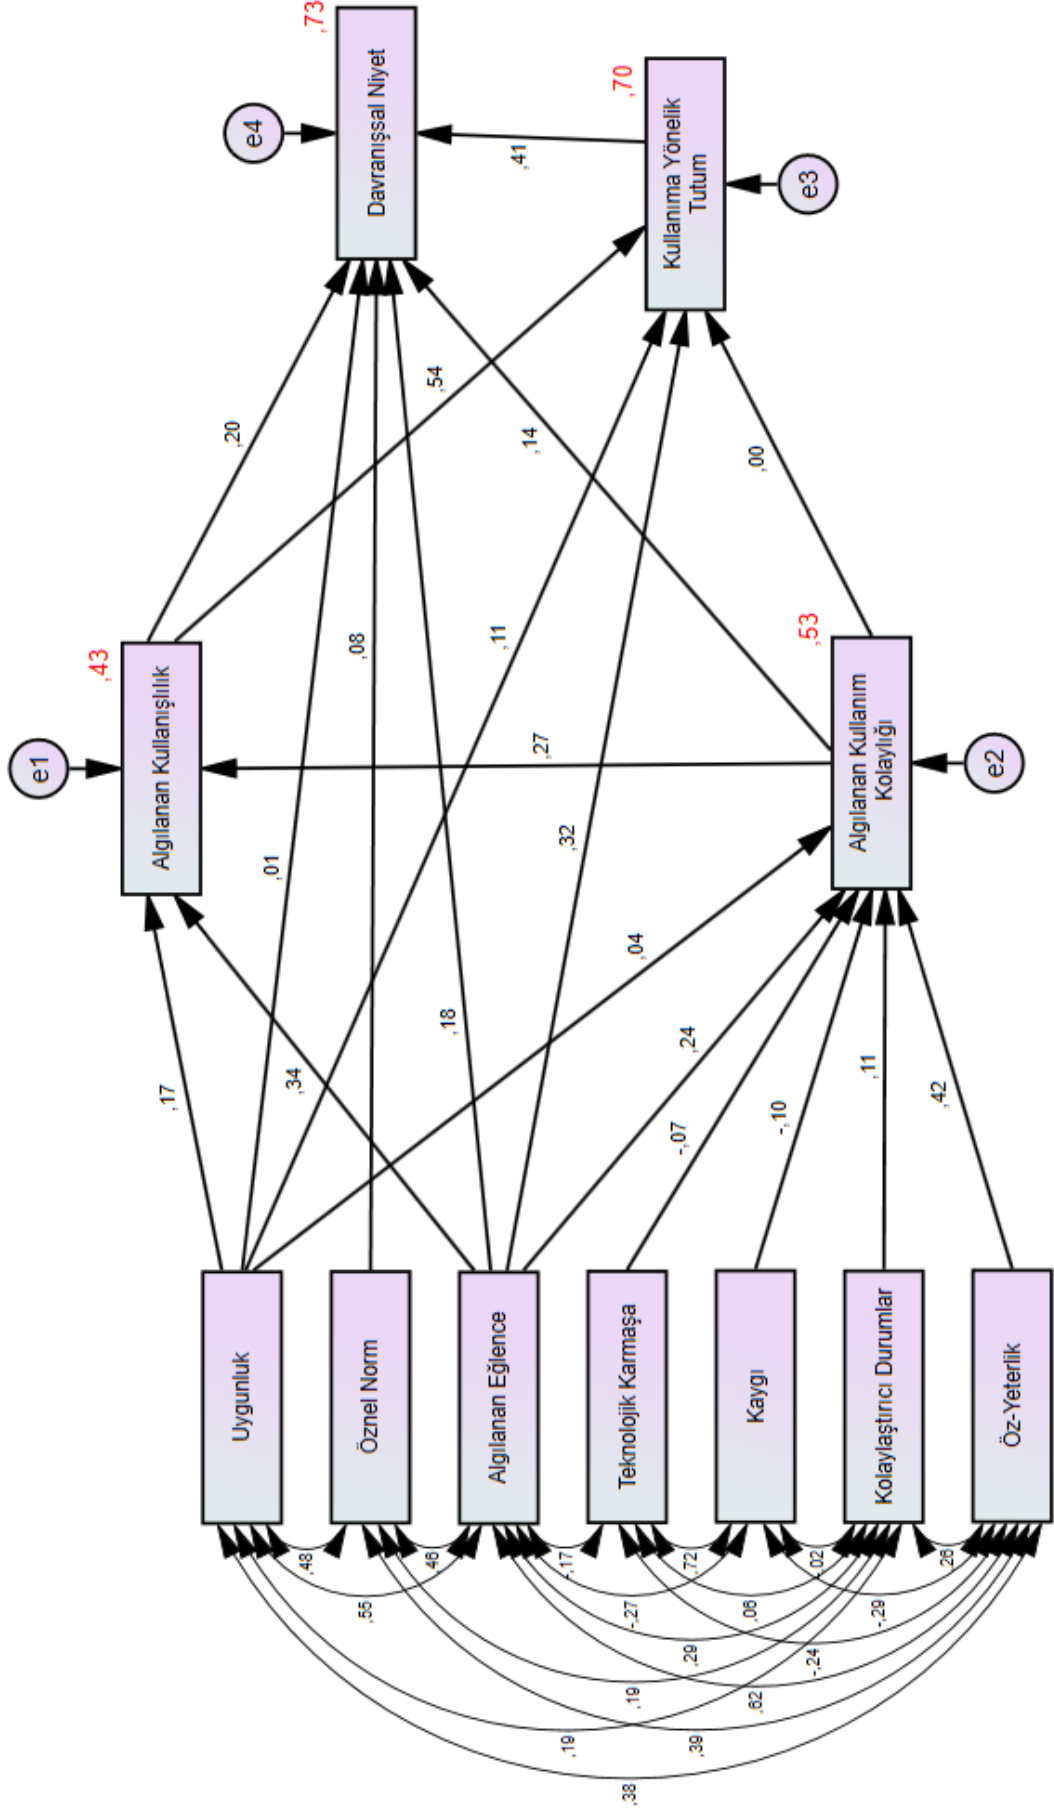 e1
,43
Algılanan Kullanışlılık
e4
,73
Davranışsal Niyet
,70
Kullanıma Yönelik
Tutum
e3
,53
Algılanan Kullanım
Kolaylığı
e2
Uygunluk
Öznel Norm
Algılanan Eğlence
Teknolojik Karmaşa
Kaygı
Kolaylaştırıcı Durumlar
Öz-Yeterlik
,17
,34
,01
,08
,18
,11
,32
,04
,24
-,07
-,10
,11
,42
,27
,20
,54
,14
,00
,41
,48
,46
-,17
,72
-,02
,26
,55
-,27
,06
-,29
,29
-,24
,19
,62
,19
,39
,38